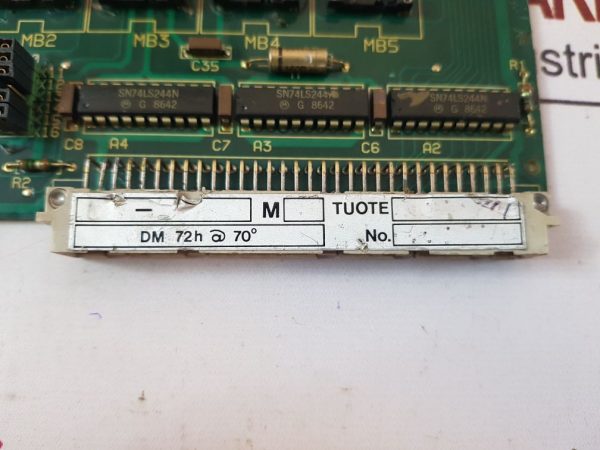 MB2 MB3 MB4 MB5
C35
R1
SN74LS244N SN74LS244N SN74LS244N
G 8642 G 8642 G 8642
C8 A4 C7 A3 C6 A2
R2
— M TUOTE
DM 72h @ 70° No.